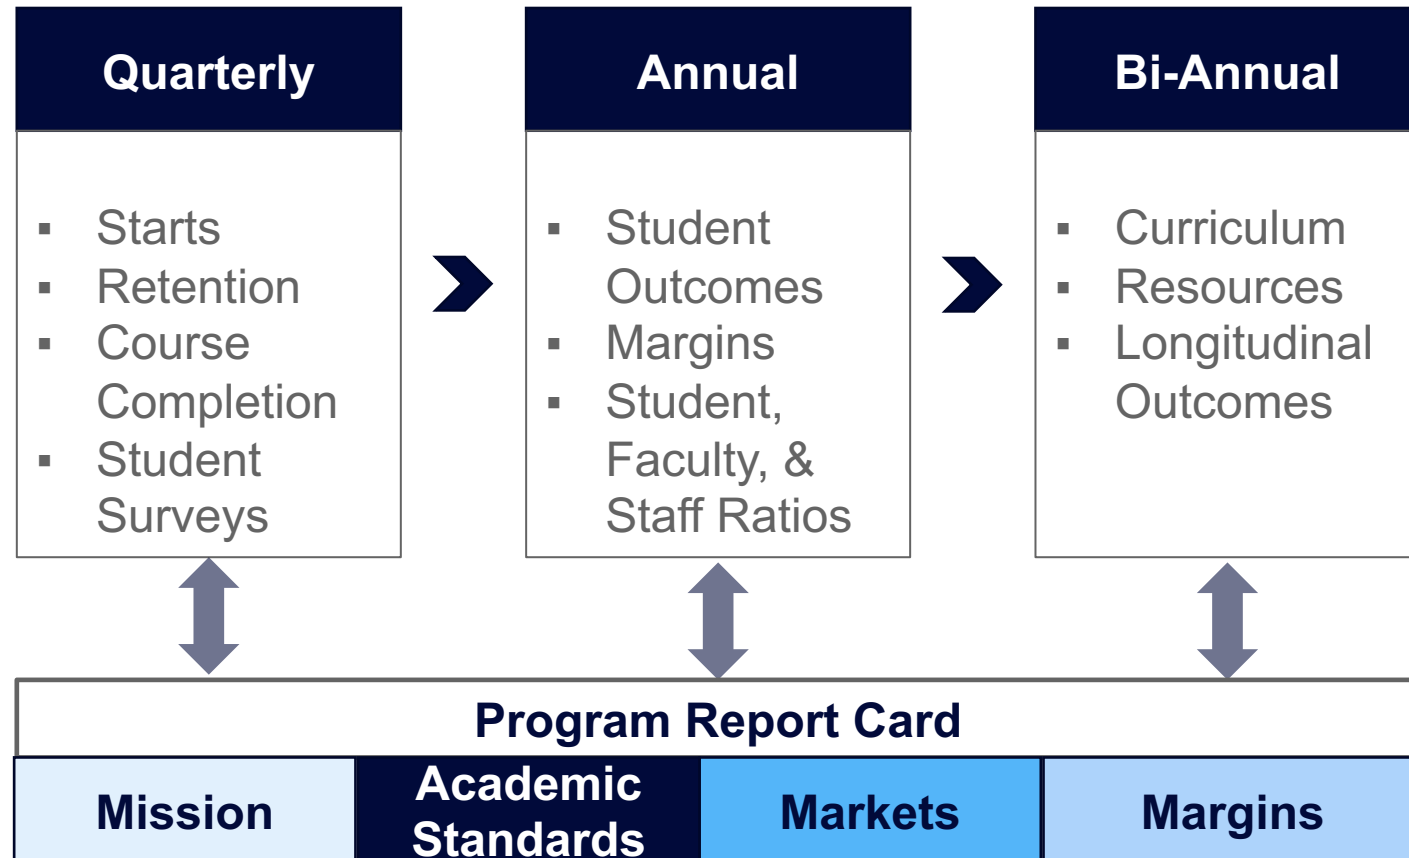 Quarterly
▪ Starts
▪ Retention
▪ Course
Completion
▪ Student
Surveys
Annual
▪ Student
Outcomes
▪ Margins
▪ Student,
Faculty, &
Staff Ratios
Bi-Annual
▪ Curriculum
▪ Resources
▪ Longitudinal
Outcomes
Program Report Card
Mission
Academic
Standards
Markets
Margins